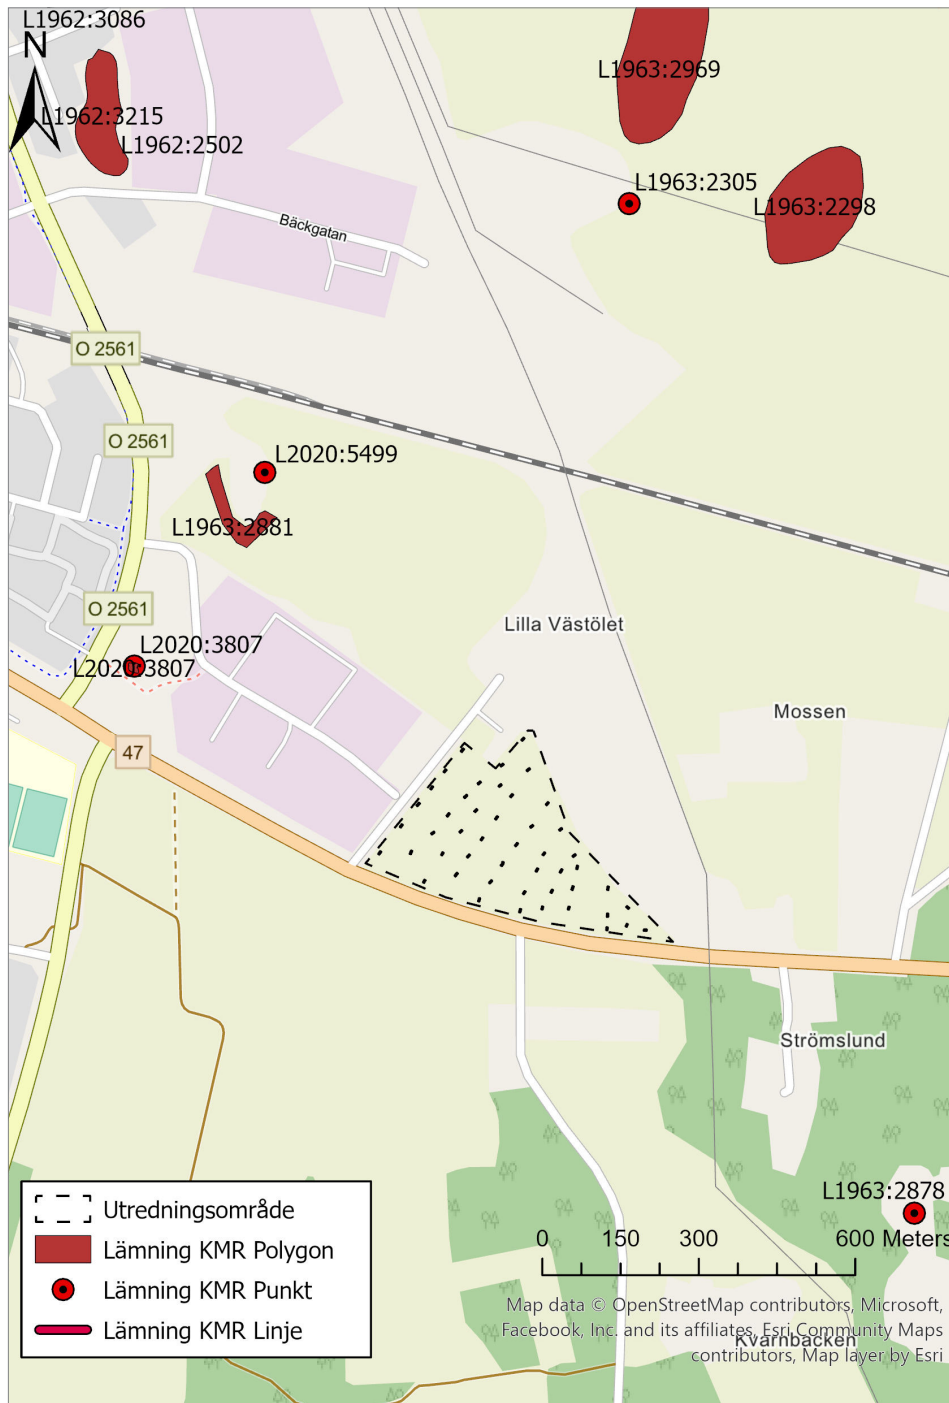 L1962:3086
N
L1963:2969
L1962:3215
L1962:2502
L1963:2305
L1963:2298
Bäckgatan
O 2561
O 2561
L2020:5499
L1963:2881
O 2561
Lilla Västölet
L2020:3807
L2020:3807
Mossen
47
Strömslund
L1963:2878
Utredningsområde
Lämning KMR Polygon
Lämning KMR Punkt
Lämning KMR Linje
0 150 300 600 Meters
Map data © OpenStreetMap contributors, Microsoft,
Facebook, Inc. and its affiliates, Esri Community Maps
contributors, Map layer by Esri
Kvarnbacken